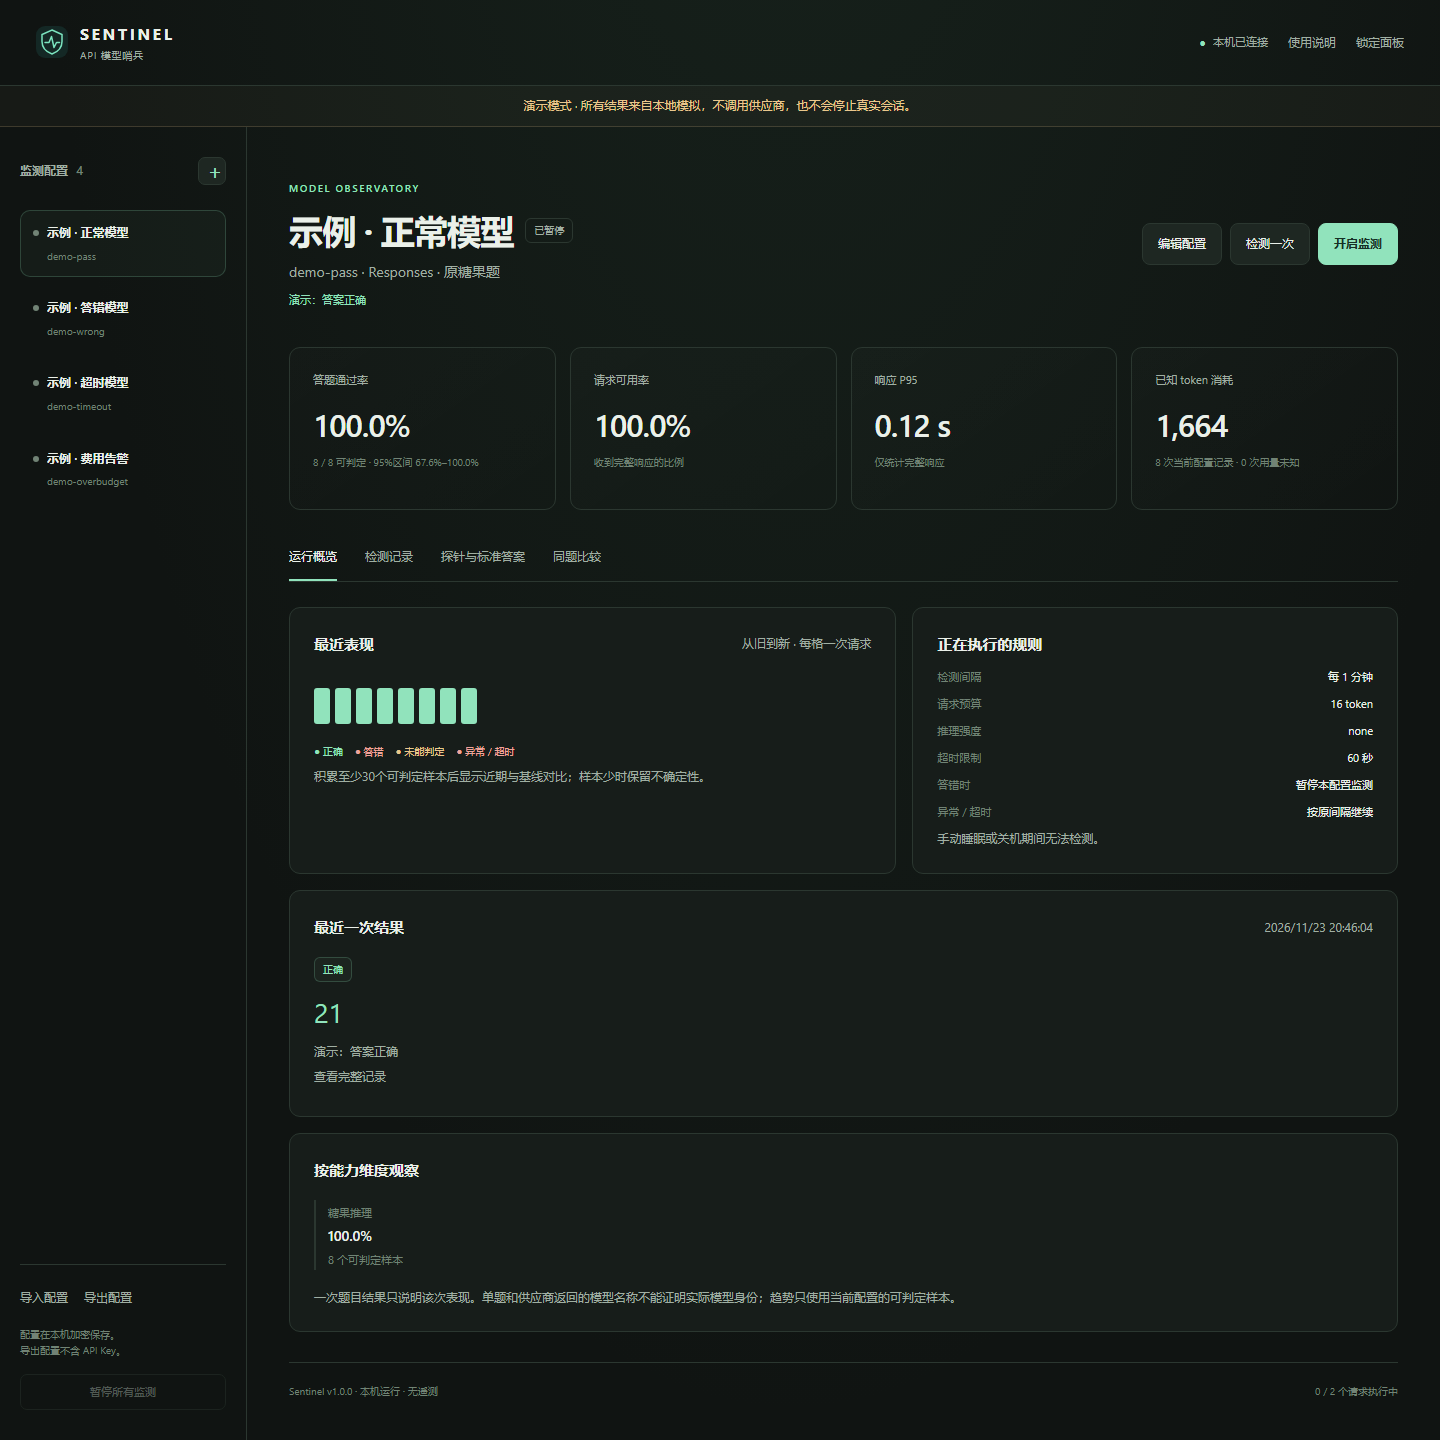 SENTINEL
API 模型哨兵
本机已连接
使用说明
锁定面板
演示模式 · 所有结果来自本地模拟，不调用供应商，也不会停止真实会话。
监测配置 4
+
示例 · 正常模型
demo-pass
示例 · 答错模型
demo-wrong
示例 · 超时模型
demo-timeout
示例 · 费用告警
demo-overbudget
导入配置
导出配置
配置在本机加密保存。
导出配置不含 API Key。
暂停所有监测
MODEL OBSERVATORY
示例 · 正常模型
已暂停
demo-pass · Responses · 原糖果题
演示：答案正确
编辑配置
检测一次
开启监测
答题通过率
100.0%
8 / 8 可判定 · 95%区间 67.6%–100.0%
请求可用率
100.0%
收到完整响应的比例
响应 P95
0.12 s
仅统计完整响应
已知 token 消耗
1,664
8 次当前配置记录 · 0 次用量未知
运行概览
检测记录
探针与标准答案
同题比较
最近表现
从旧到新 · 每格一次请求
正确
答错
未能判定
异常 / 超时
积累至少30个可判定样本后显示近期与基线对比；样本少时保留不确定性。
正在执行的规则
检测间隔 每 1 分钟
请求预算 16 token
推理强度 none
超时限制 60 秒
答错时 暂停本配置监测
异常 / 超时 按原间隔继续
手动睡眠或关机期间无法检测。
最近一次结果
2026/11/23 20:46:04
正确
21
演示：答案正确
查看完整记录
按能力维度观察
糖果推理
100.0%
8 个可判定样本
一次题目结果只说明该次表现。单题和供应商返回的模型名称不能证明实际模型身份；趋势只使用当前配置的可判定样本。
Sentinel v1.0.0 · 本机运行 · 无遥测
0 / 2 个请求执行中